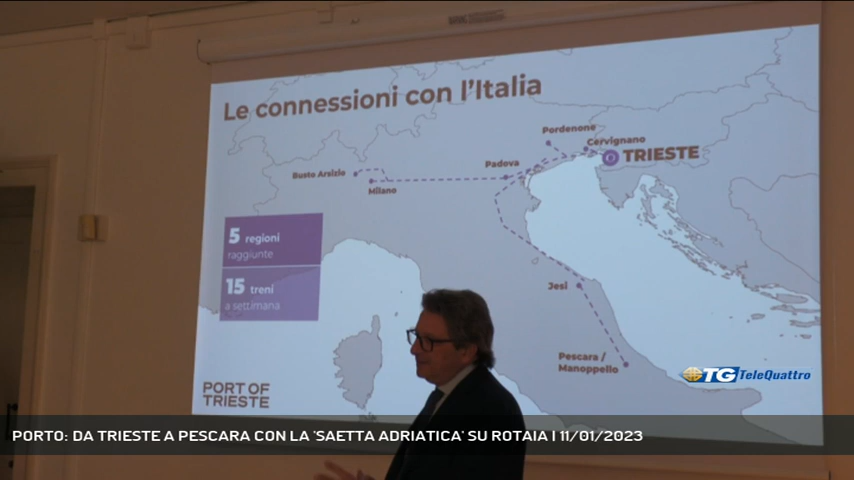 Le connessioni con l'Italia
Pordenone
Cervignano
TRIESTE
Padova
Busto Arsizio
Milano
5 regioni
raggiunte
15 treni
a settimana
Jesi
Pescara /
Manoppello
PORT OF
TRIESTE
TG TeleQuattro
PORTO: DA TRIESTE A PESCARA CON LA 'SAETTA ADRIATICA' SU ROTAIA | 11/01/2023